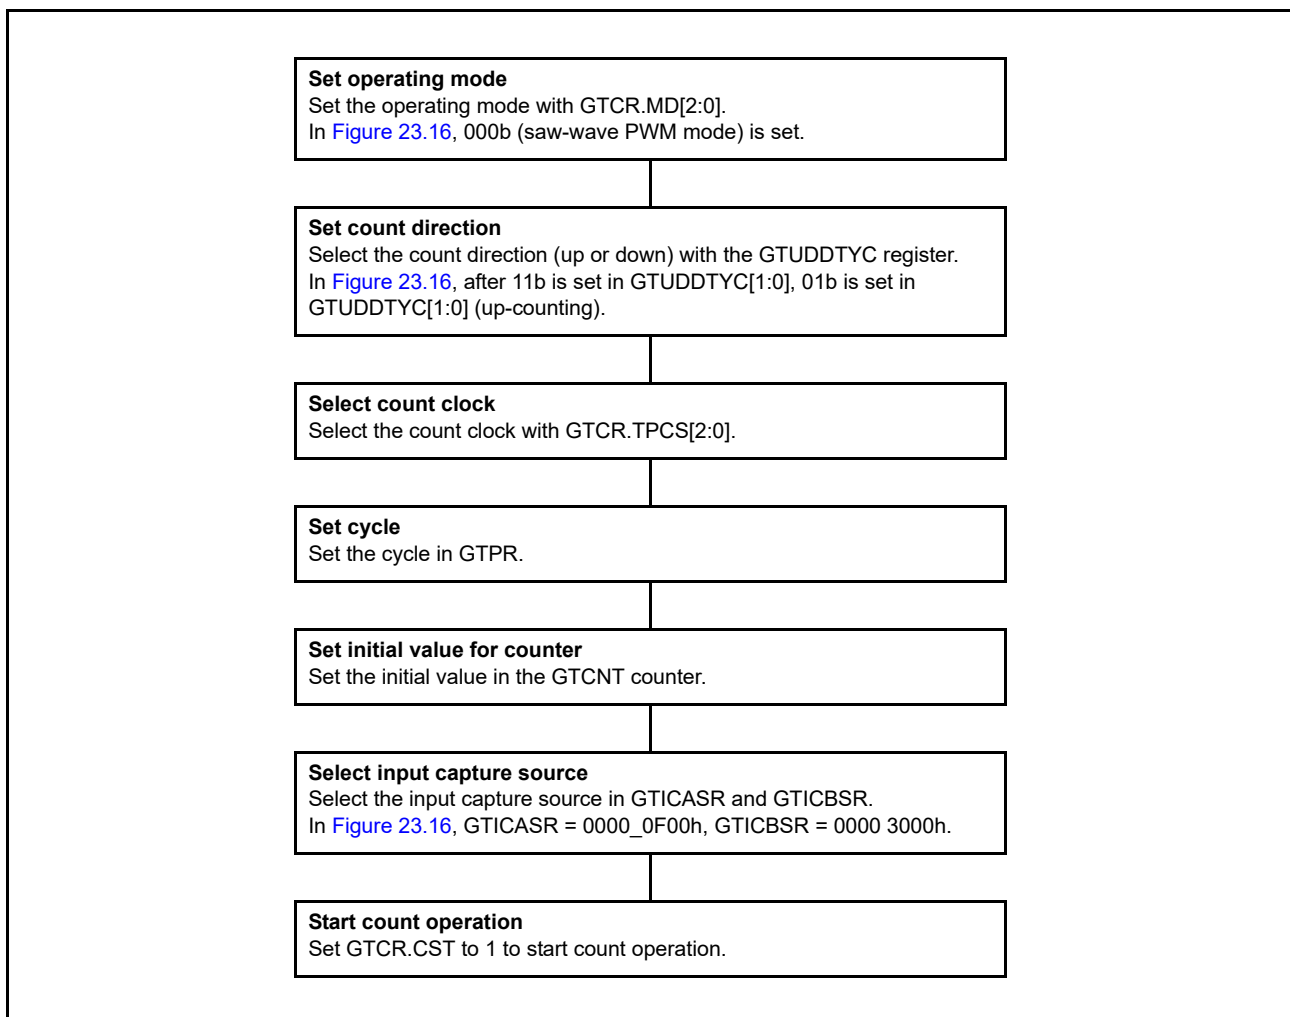 Set operating mode
Set the operating mode with GTCR.MD[2:0].
In Figure 23.16, 000b (saw-wave PWM mode) is set.
Set count direction
Select the count direction (up or down) with the GTUDDTYC register.
In Figure 23.16, after 11b is set in GTUDDTYC[1:0], 01b is set in
GTUDDTYC[1:0] (up-counting).
Select count clock
Select the count clock with GTCR.TPCS[2:0].
Set cycle
Set the cycle in GTPR.
Set initial value for counter
Set the initial value in the GTCNT counter.
Select input capture source
Select the input capture source in GTICASR and GTICBSR.
In Figure 23.16, GTICASR = 0000_0F00h, GTICBSR = 0000 3000h.
Start count operation
Set GTCR.CST to 1 to start count operation.